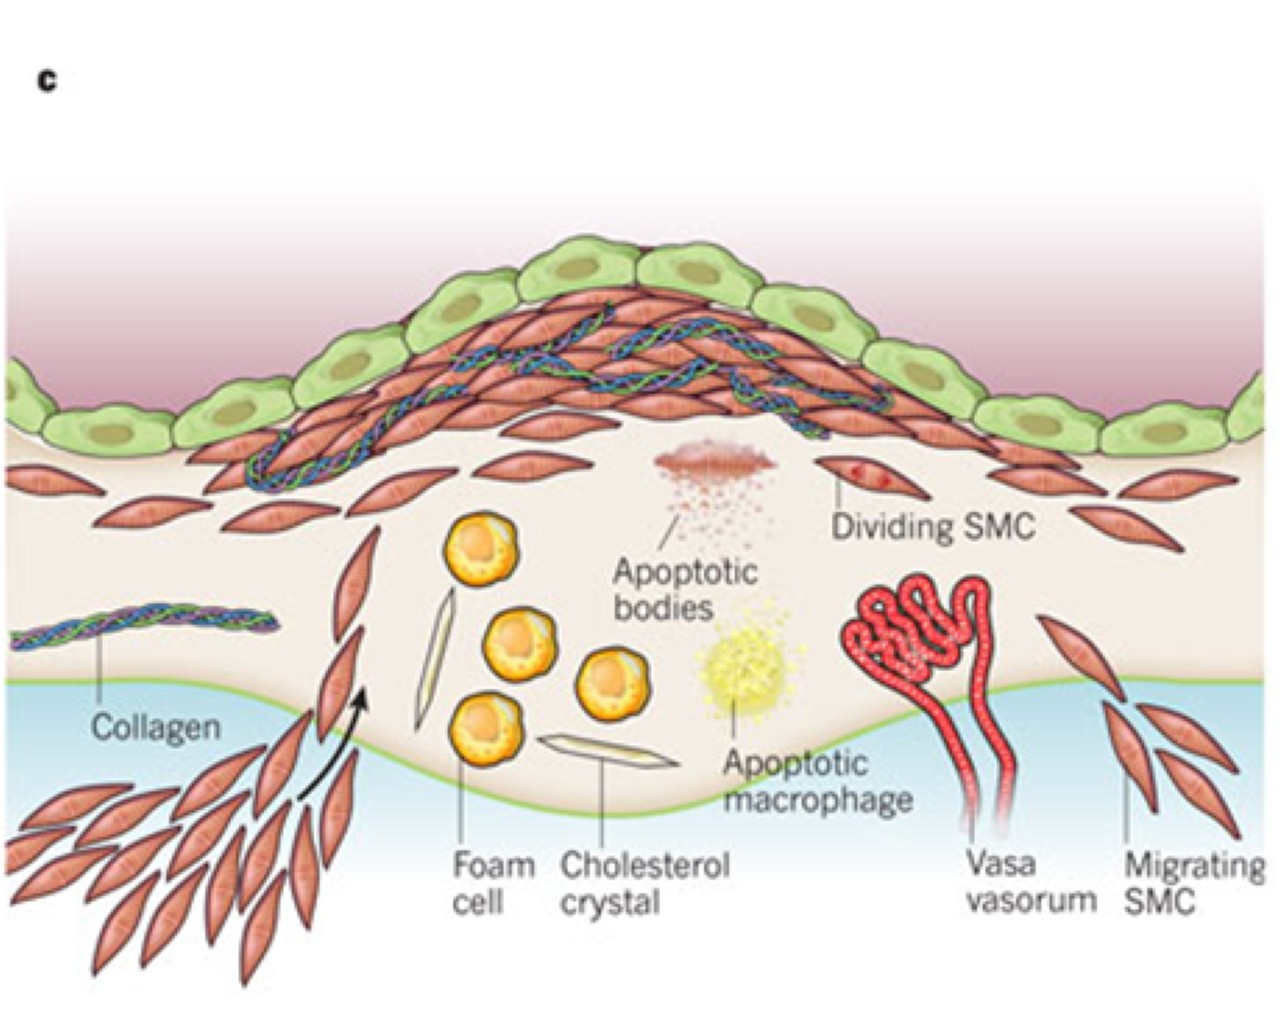 c
Dividing SMC
Apoptotic
bodies
Collagen
Apoptotic
macrophage
Foam
cell
Cholesterol
crystal
Vasa
vasorum
Migrating
SMC